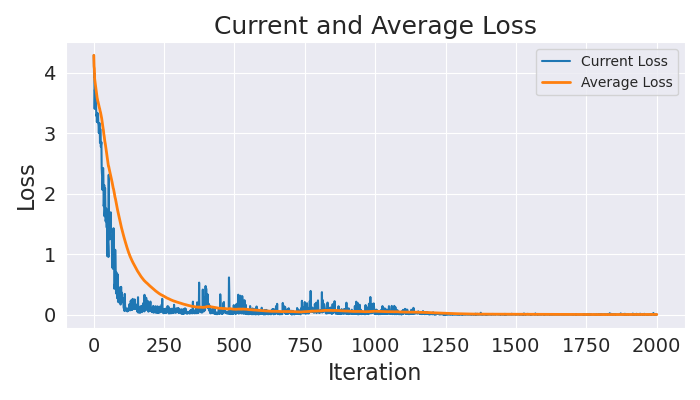 Current and Average Loss
Current Loss
Average Loss
Loss
4
3
2
1
0
0 250 500 750 1000 1250 1500 1750 2000
Iteration